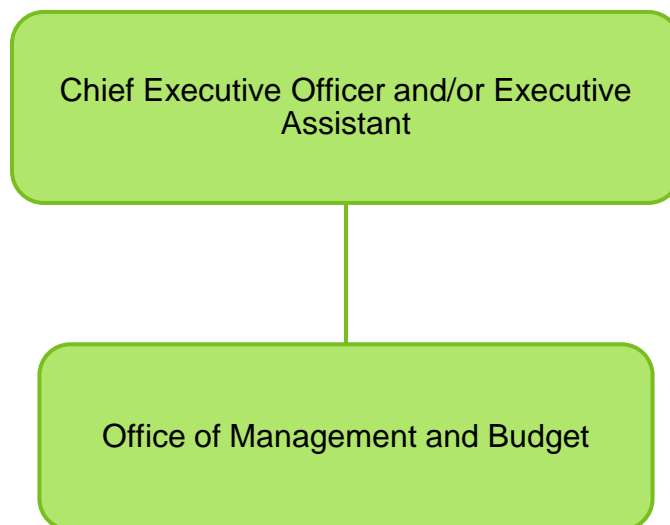 Chief Executive Officer and/or Executive
Assistant
Office of Management and Budget